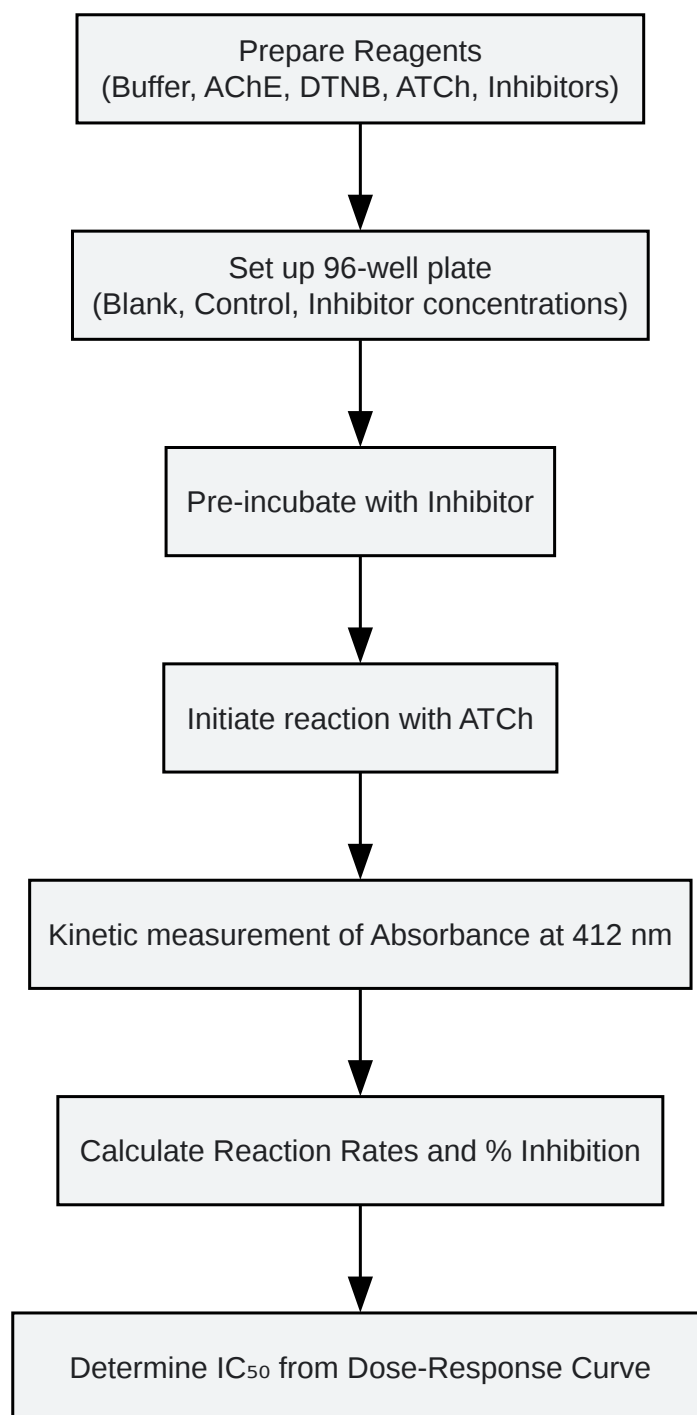 Prepare Reagents
(Buffer, AChE, DTNB, ATCh, Inhibitors)
Set up 96-well plate
(Blank, Control, Inhibitor concentrations)
Pre-incubate with Inhibitor
Initiate reaction with ATCh
Kinetic measurement of Absorbance at 412 nm
Calculate Reaction Rates and % Inhibition
Determine IC₅₀ from Dose-Response Curve